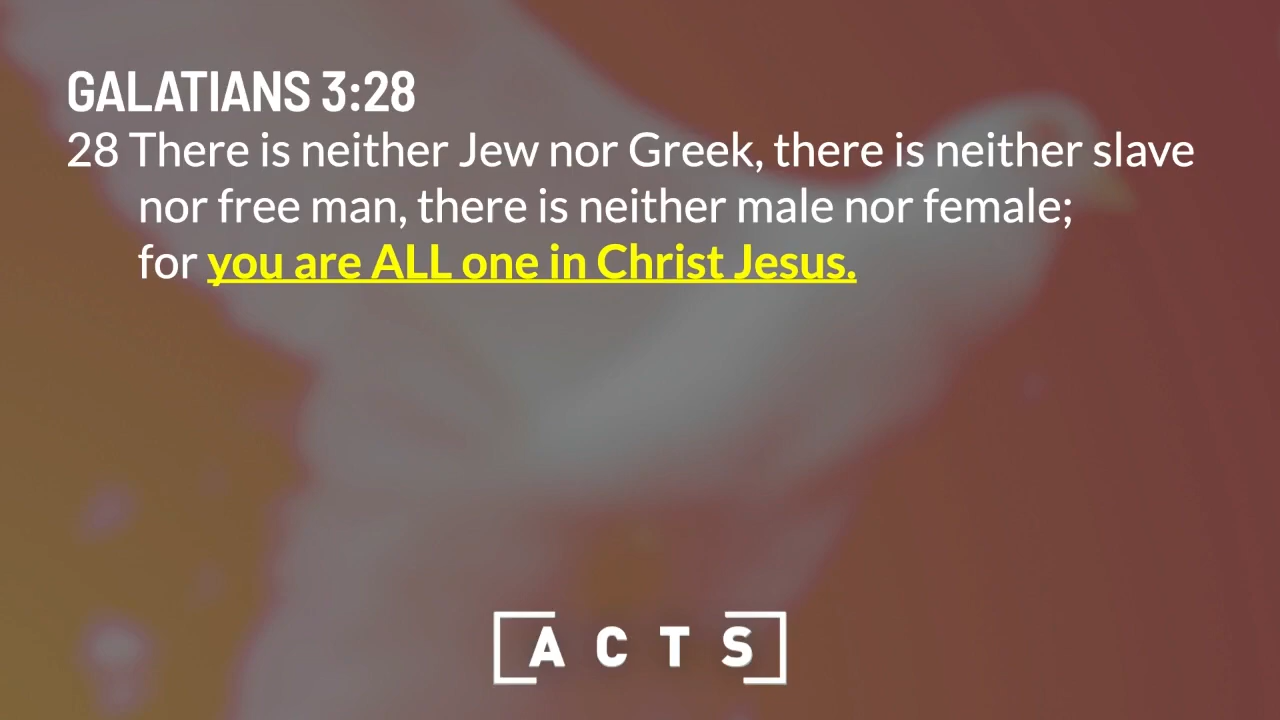 GALATIANS 3:28
28 There is neither Jew nor Greek, there is neither slave
nor free man, there is neither male nor female;
for you are ALL one in Christ Jesus.
ACTS